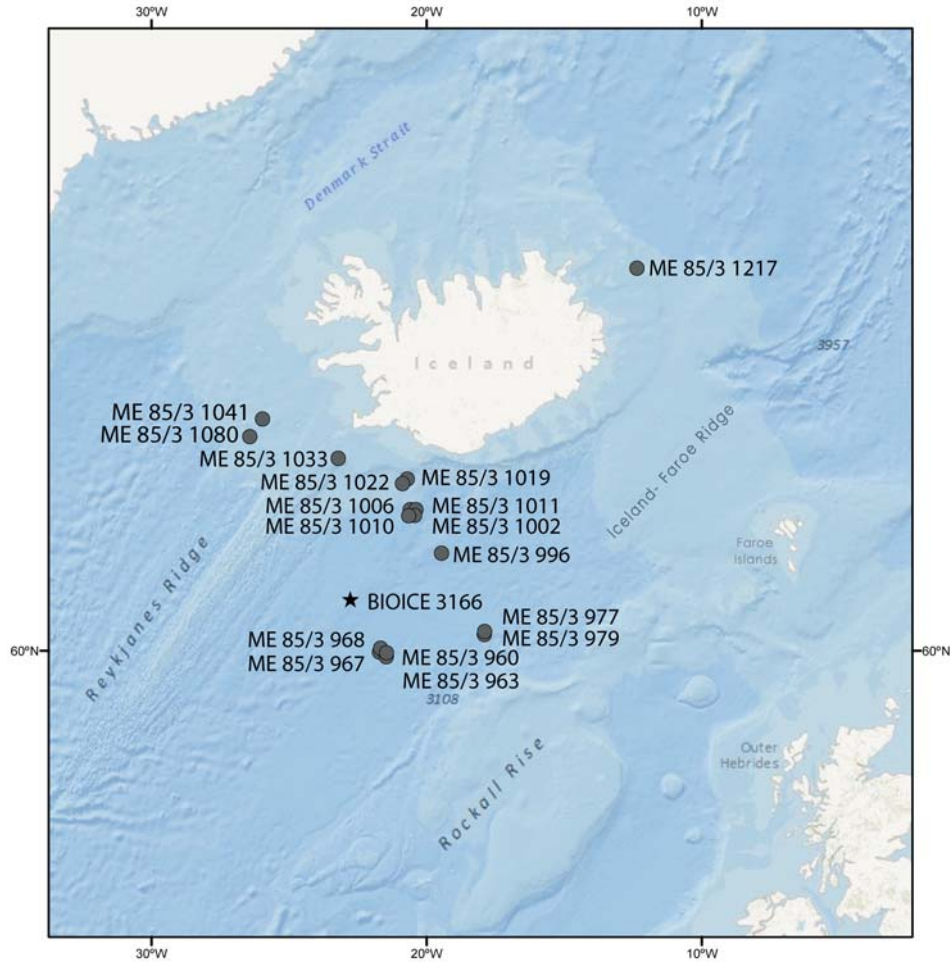 30°W 20°W 10°W
Denmark Strait
ME 85/3 1217
3957
Iceland
ME 85/3 1041
ME 85/3 1080
Iceland- Faroe Ridge
ME 85/3 1033
ME 85/3 1019
ME 85/3 1022
ME 85/3 1006 ME 85/3 1011
ME 85/3 1010 ME 85/3 1002
Faroe
Islands
ME 85/3 996
Reykjanes Ridge
BIOICE 3166
ME 85/3 977
ME 85/3 968 ME 85/3 979
60°N 60°N
ME 85/3 967 ME 85/3 960
ME 85/3 963
3108
Outer
Hebrides
Rockall Rise
30°W 20°W 10°W